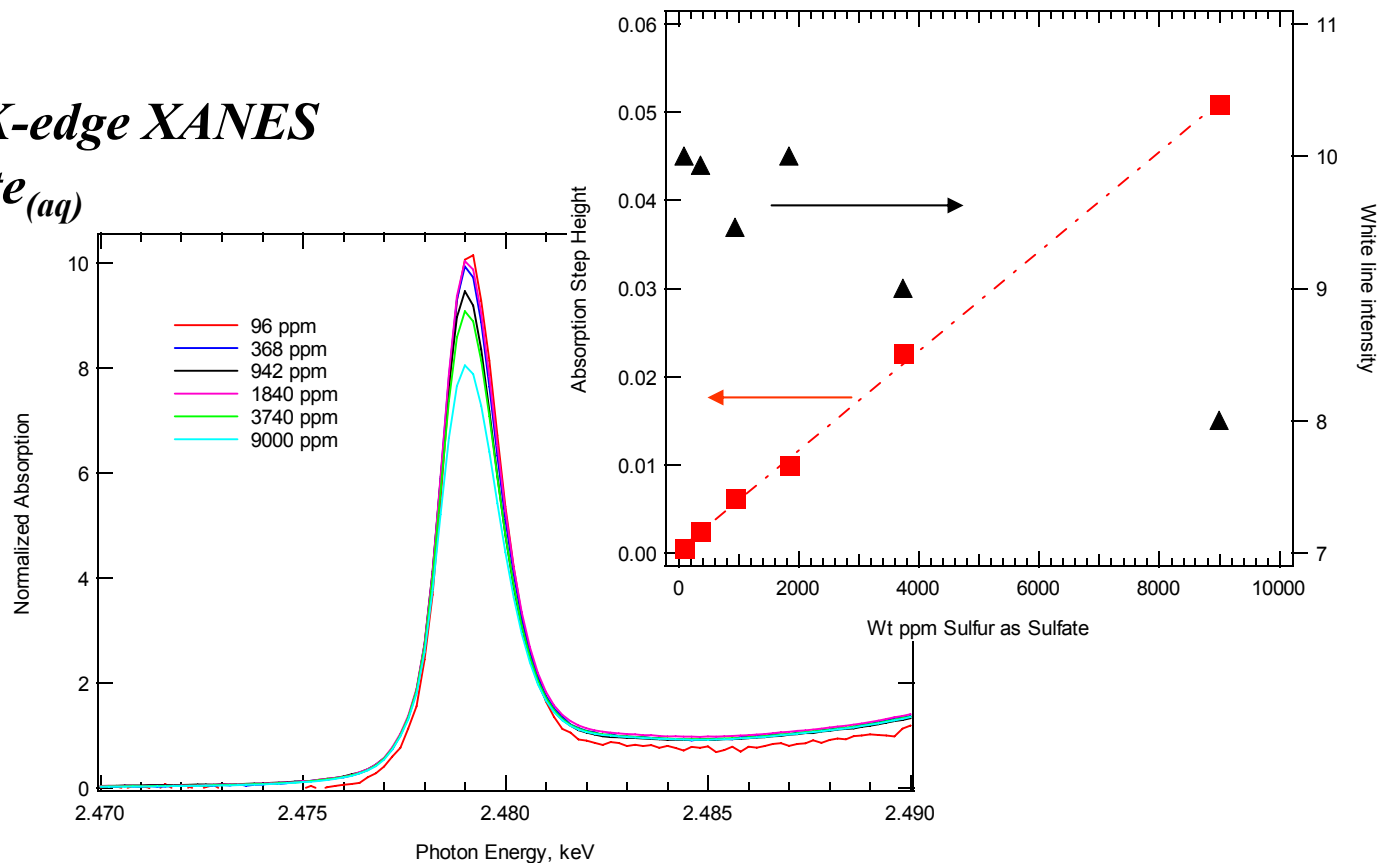 K-edge XANES
te(aq)
10
8
6
4
2
0
Normalized Absorption
96 ppm
368 ppm
942 ppm
1840 ppm
3740 ppm
9000 ppm
2.470
2.475
2.480
2.485
2.490
Photon Energy, keV
0.06
0.05
0.04
0.03
0.02
0.01
0.00
Absorption Step Height
11
10
9
8
7
White line intensity
0
2000
4000
6000
8000
10000
Wt ppm Sulfur as Sulfate